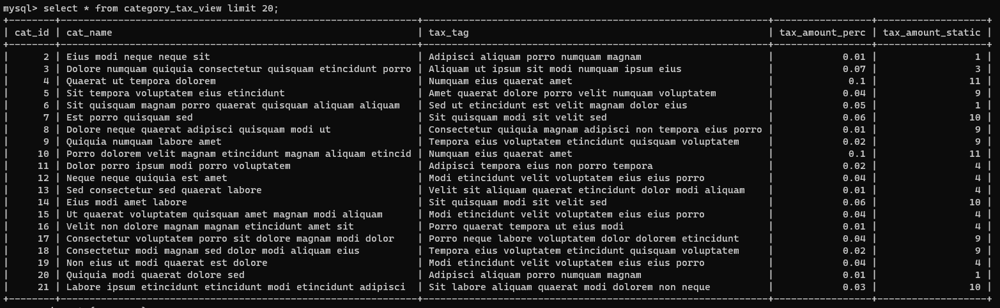 mysql> select * from category_tax_view limit 20;
| cat_id | cat_name | tax_tag | tax_amount_perc | tax_amount_static |
| 2 | Eius modi neque neque sit | Adipisci aliquam porro numquam magnam | 0.01 | 1 |
| 3 | Dolore numquam quiquia consectetur quisquam etincidunt porro | Aliquam ut ipsum sit modi numquam ipsum eius | 0.07 | 3 |
| 4 | Quaerat ut tempora dolorem | Numquam eius quaerat amet | 0.1 | 11 |
| 5 | Sit tempora voluptatem eius etincidunt | Amet quaerat dolore porro velit numquam voluptatem | 0.04 | 9 |
| 6 | Sit quisquam magnam porro quaerat quisquam aliquam aliquam | Sed ut etincidunt est velit magnam dolor eius | 0.05 | 1 |
| 7 | Est porro quisquam sed | Sit quisquam modi sit velit sed | 0.06 | 10 |
| 8 | Dolore neque quaerat adipisci quisquam modi ut | Consectetur quiquia magnam adipisci non tempora eius porro | 0.01 | 9 |
| 9 | Quiquia numquam labore amet | Tempora eius voluptatem etincidunt quisquam voluptatem | 0.02 | 9 |
| 10 | Porro dolorem velit magnam etincidunt magnam aliquam etincid | Numquam eius quaerat amet | 0.1 | 11 |
| 11 | Dolor porro ipsum modi porro voluptatem | Adipisci tempora eius non porro tempora | 0.02 | 4 |
| 12 | Neque neque quiquia est amet | Modi etincidunt velit voluptatem eius eius porro | 0.04 | 4 |
| 13 | Sed consectetur sed quaerat labore | Velit sit aliquam quaerat etincidunt dolor modi aliquam | 0.01 | 4 |
| 14 | Eius modi amet labore | Sit quisquam modi sit velit sed | 0.06 | 10 |
| 15 | Ut quaerat voluptatem quisquam amet magnam modi aliquam | Modi etincidunt velit voluptatem eius eius porro | 0.04 | 4 |
| 16 | Velit non dolore magnam magnam etincidunt amet sit | Porro quaerat tempora ut eius modi | 0.01 | 4 |
| 17 | Consectetur voluptatem porro sit dolore magnam modi dolor | Porro neque labore voluptatem dolor dolorem etincidunt | 0.04 | 9 |
| 18 | Consectetur modi magnam sed dolor modi aliquam eius | Tempora eius voluptatem etincidunt quisquam voluptatem | 0.02 | 9 |
| 19 | Non eius ut modi quaerat est dolore | Modi etincidunt velit voluptatem eius eius porro | 0.04 | 4 |
| 20 | Quiquia modi quaerat dolore sed | Adipisci aliquam porro numquam magnam | 0.01 | 1 |
| 21 | Labore ipsum etincidunt etincidunt modi etincidunt adipisci | Sit labore aliquam quaerat modi dolorem non neque | 0.03 | 10 |